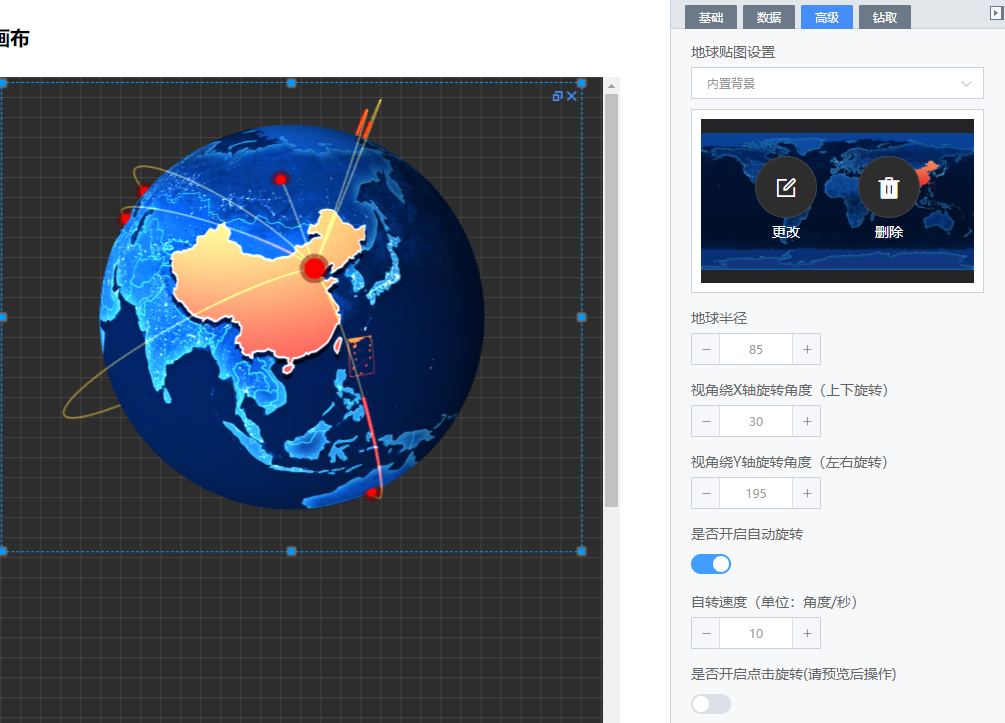 画布
基础 数据 高级 钻取
地球贴图设置
内置背景
更改 删除
地球半径
− 85 +
视角绕X轴旋转角度（上下旋转）
− 30 +
视角绕Y轴旋转角度（左右旋转）
− 195 +
是否开启自动旋转
自转速度（单位：角度/秒）
− 10 +
是否开启点击旋转(请预览后操作)